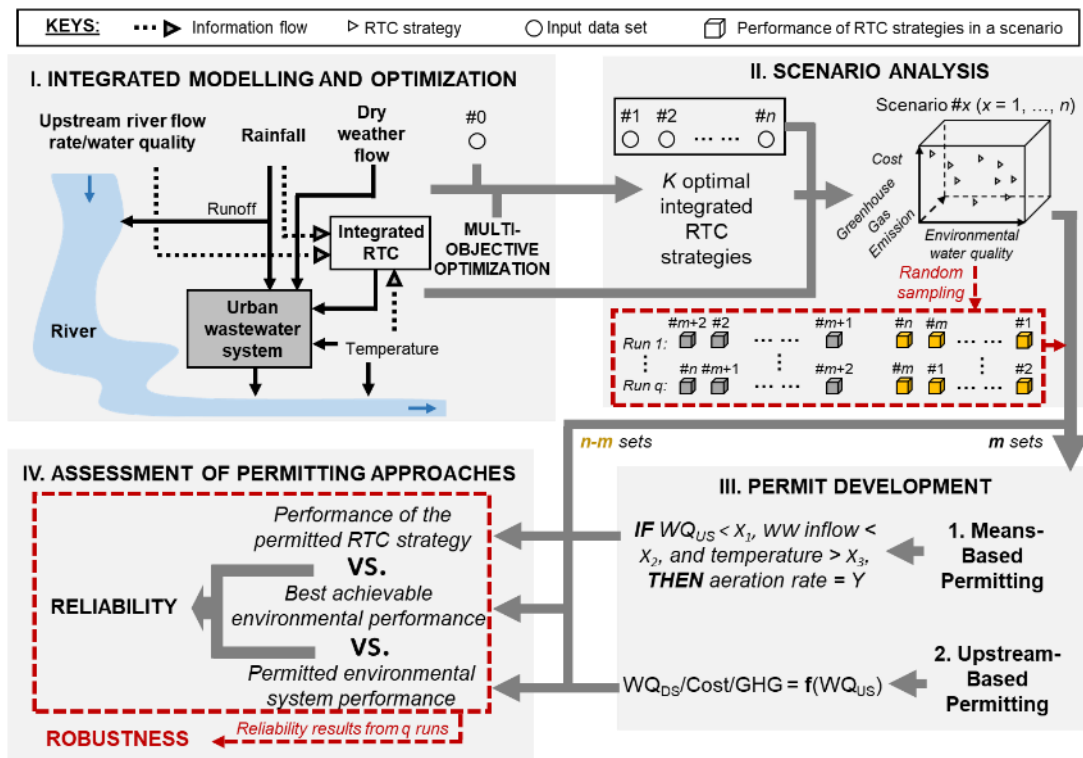 KEYS:
Information flow
RTC strategy
Input data set
Performance of RTC strategies in a scenario
I. INTEGRATED MODELLING AND OPTIMIZATION
Upstream river flow
rate/water quality
Rainfall
Dry
weather
flow
#0
Runoff
Integrated
RTC
MULTI-
OBJECTIVE
OPTIMIZATION
Urban
wastewater
system
River
Temperature
II. SCENARIO ANALYSIS
#1 #2 ... ... #n
K optimal
integrated
RTC
strategies
Scenario #x (x = 1, …, n)
Cost
Greenhouse
Gas
Emission
Environmental
water quality
Random
sampling
#m+2 #2 #m+1 #n #m #1
Run 1: ... ... ... ...
#n #m+1 #m+2 #m #1 #2
Run q: ... ... ... ...
n-m sets
m sets
III. PERMIT DEVELOPMENT
IF WQUS < X1, WW inflow <
X2, and temperature > X3,
THEN aeration rate = Y
1. Means-
Based
Permitting
WQDS/Cost/GHG = f(WQUS)
2. Upstream-
Based
Permitting
IV. ASSESSMENT OF PERMITTING APPROACHES
Performance of the
permitted RTC strategy
VS.
RELIABILITY
Best achievable
environmental performance
VS.
Permitted environmental
system performance
ROBUSTNESS
Reliability results from q runs